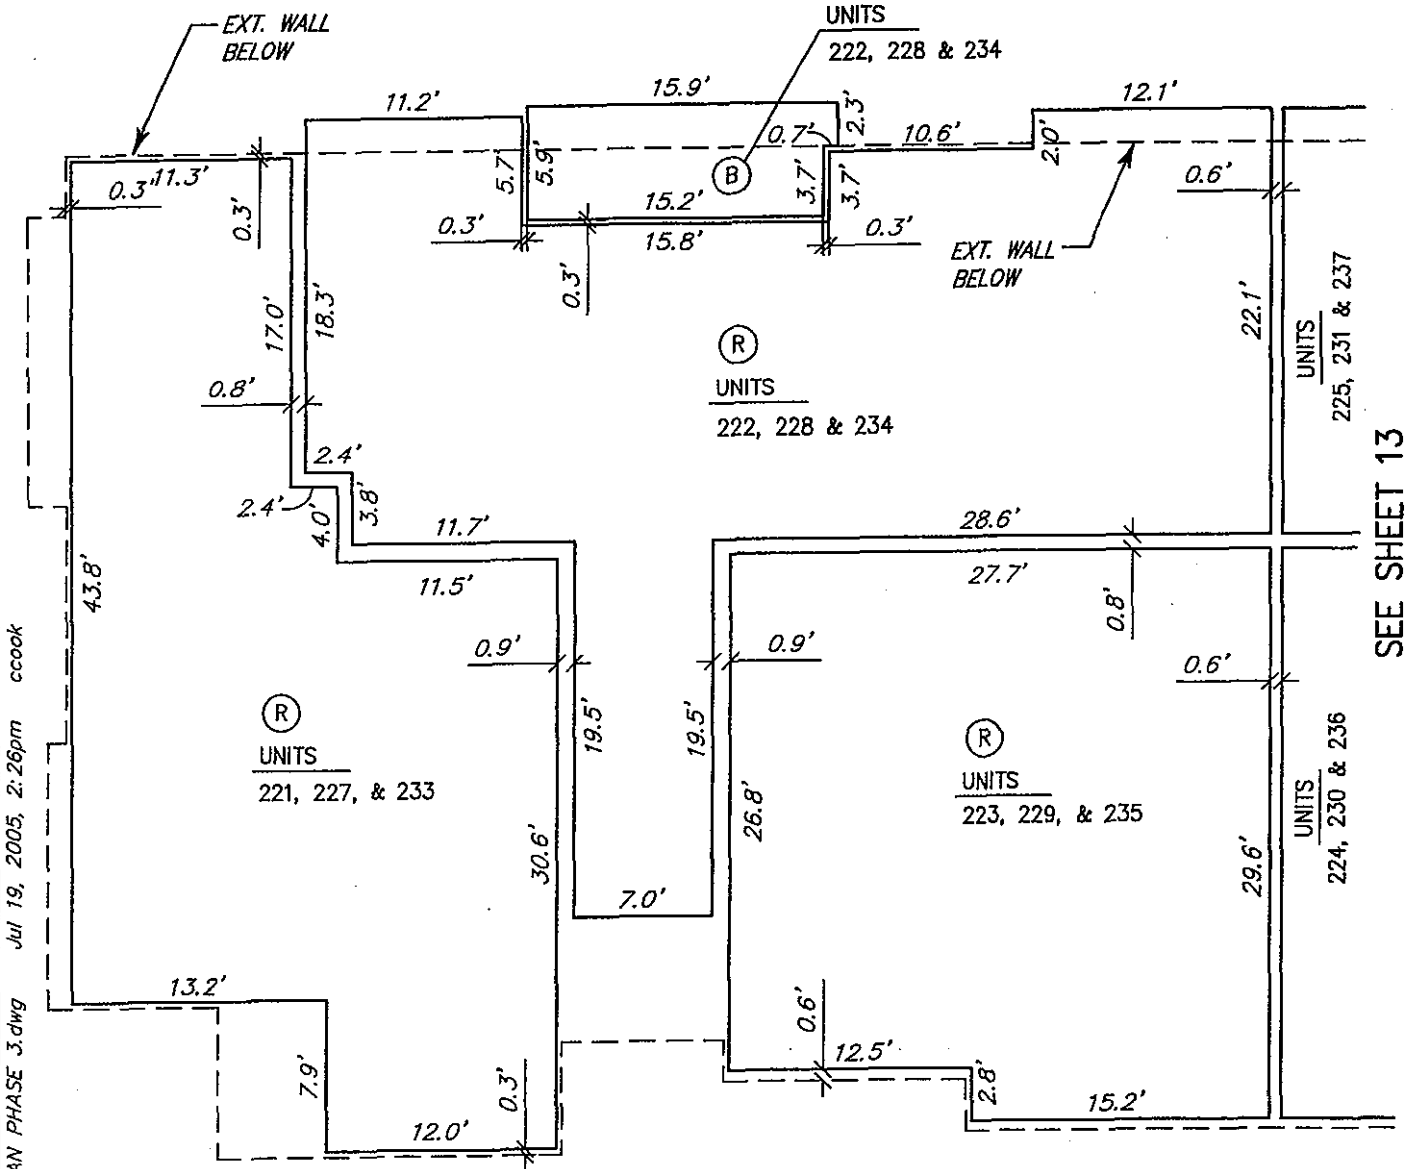 EXT. WALL
BELOW
UNITS
222, 228 & 234
11.2'
15.9'
12.1'
2.3'
0.7'
10.6'
2.0'
0.3'
11.3'
0.3'
5.7'
5.9'
B
3.7'
3.7'
0.6'
15.2'
15.8'
0.3'
0.3'
0.3'
EXT. WALL
BELOW
17.0'
18.3'
22.1'
UNITS
225, 231 & 237
R
UNITS
222, 228 & 234
0.8'
2.4'
2.4'
4.0'
3.8'
11.7'
11.5'
28.6'
27.7'
0.8'
SEE SHEET 13
43.8'
0.9'
0.9'
0.6'
19.5'
19.5'
R
UNITS
221, 227, & 233
R
UNITS
223, 229, & 235
UNITS
224, 230 & 236
30.6'
26.8'
29.6'
7.0'
13.2'
7.9'
12.0'
0.3'
0.6'
12.5'
2.8'
15.2'
AN PHASE 3.dwg Jul 19, 2005, 2:26pm ccook